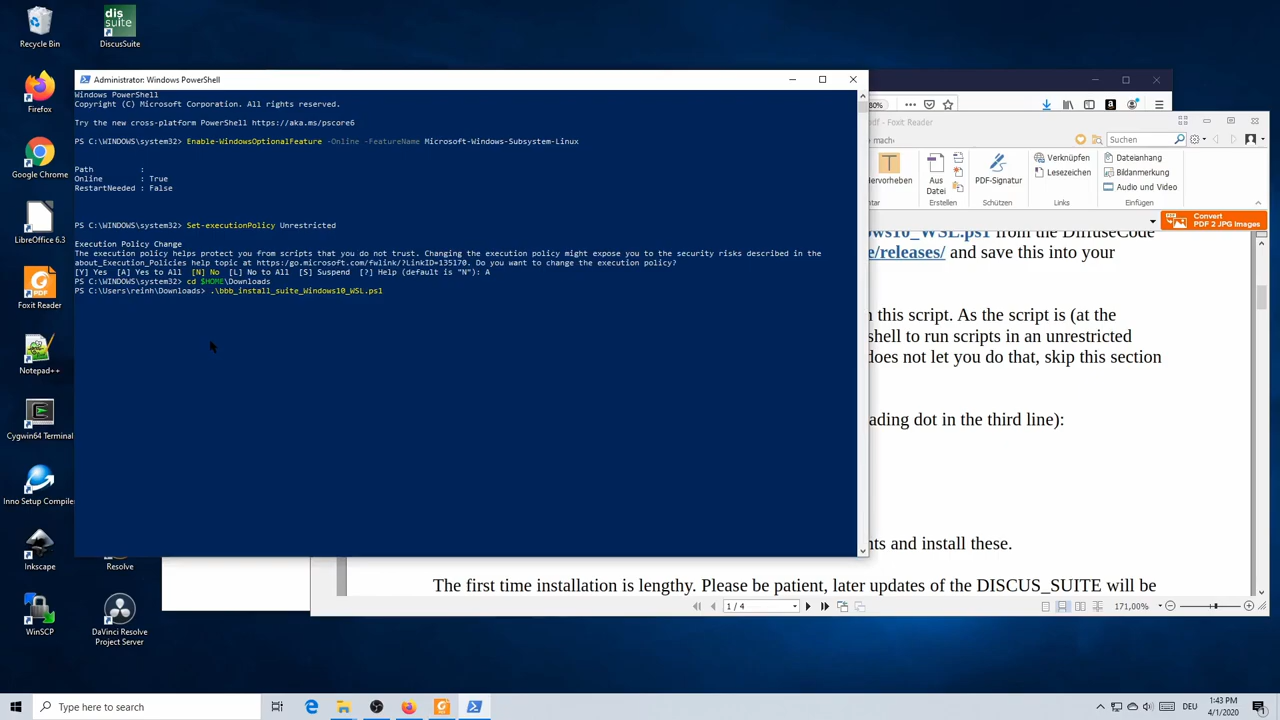 Recycle Bin
dis
suite
DiscusSuite
Firefox
Google Chrome
LibreOffice 6.3
Foxit Reader
Notepad++
Cygwin64 Terminal
Inno Setup Compiler
Inkscape
Resolve
WinSCP
DaVinci Resolve
Project Server
Administrator: Windows PowerShell
Windows PowerShell
Copyright (C) Microsoft Corporation. All rights reserved.
Try the new cross-platform PowerShell https://aka.ms/pscore6
PS C:\WINDOWS\system32> Enable-WindowsOptionalFeature -Online -FeatureName Microsoft-Windows-Subsystem-Linux
Path :
Online : True
RestartNeeded : False
PS C:\WINDOWS\system32> Set-executionPolicy Unrestricted
Execution Policy Change
The execution policy helps protect you from scripts that you do not trust. Changing the execution policy might expose you to the security risks described in the
about_Execution_Policies help topic at https:/go.microsoft.com/fwlink/?LinkID=135170. Do you want to change the execution policy?
[Y] Yes [A] Yes to All [N] No [L] No to All [S] Suspend [?] Help (default is "N"): A
PS C:\WINDOWS\system32> cd $HOME\Downloads
PS C:\Users\reinh\Downloads> .\bbb_install_suite_Windows10_WSL.ps1
80%
.pdf - Foxit Reader
e mach
Suchen
Hervorheben
Aus
Datei
Erstellen
PDF-Signatur
Schützen
Verknüpfen
Lesezeichen
Links
Dateianhang
Bildanmerkung
Audio und Video
Einfügen
Convert
PDF 2 JPG Images
ows10_WSL.ps1 from the DiffuseCode
e/releases/ and save this into your
n this script. As the script is (at the
shell to run scripts in an unrestricted
does not let you do that, skip this section
ading dot in the third line):
nts and install these.
The first time installation is lengthy. Please be patient, later updates of the DISCUS_SUITE will be
1 / 4
171,00%
Type here to search
DEU
1:43 PM
4/1/2020
1